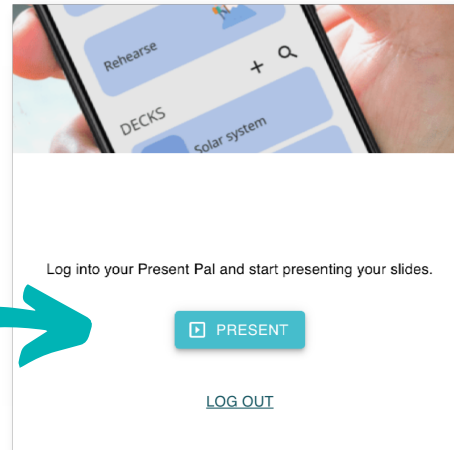 Rehearse
DECKS
Solar system
Log into your Present Pal and start presenting your slides.
PRESENT
LOG OUT